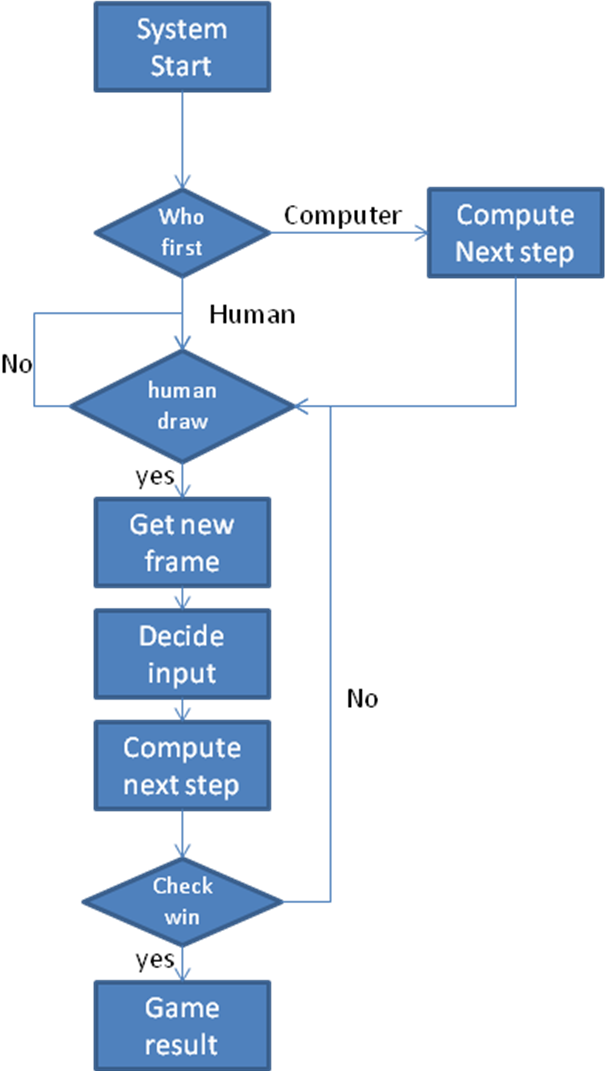 System
Start
Who
first
Computer
Compute
Next step
Human
No
human
draw
yes
Get new
frame
Decide
input
No
Compute
next step
Check
win
yes
Game
result